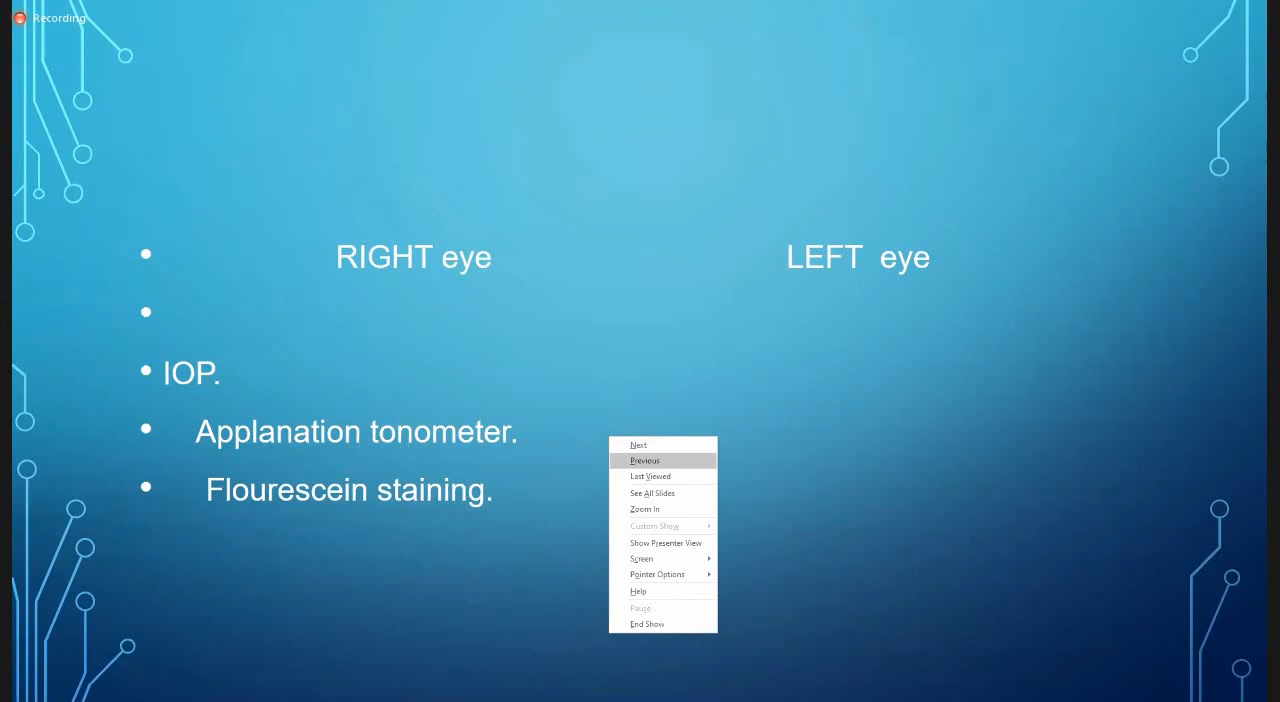 Recording
RIGHT eye LEFT eye
IOP.
Applanation tonometer.
Flourescein staining.
Next
Previous
Last Viewed
See All Slides
Zoom In
Custom Show
Show Presenter View
Screen
Pointer Options
Help
Pause
End Show